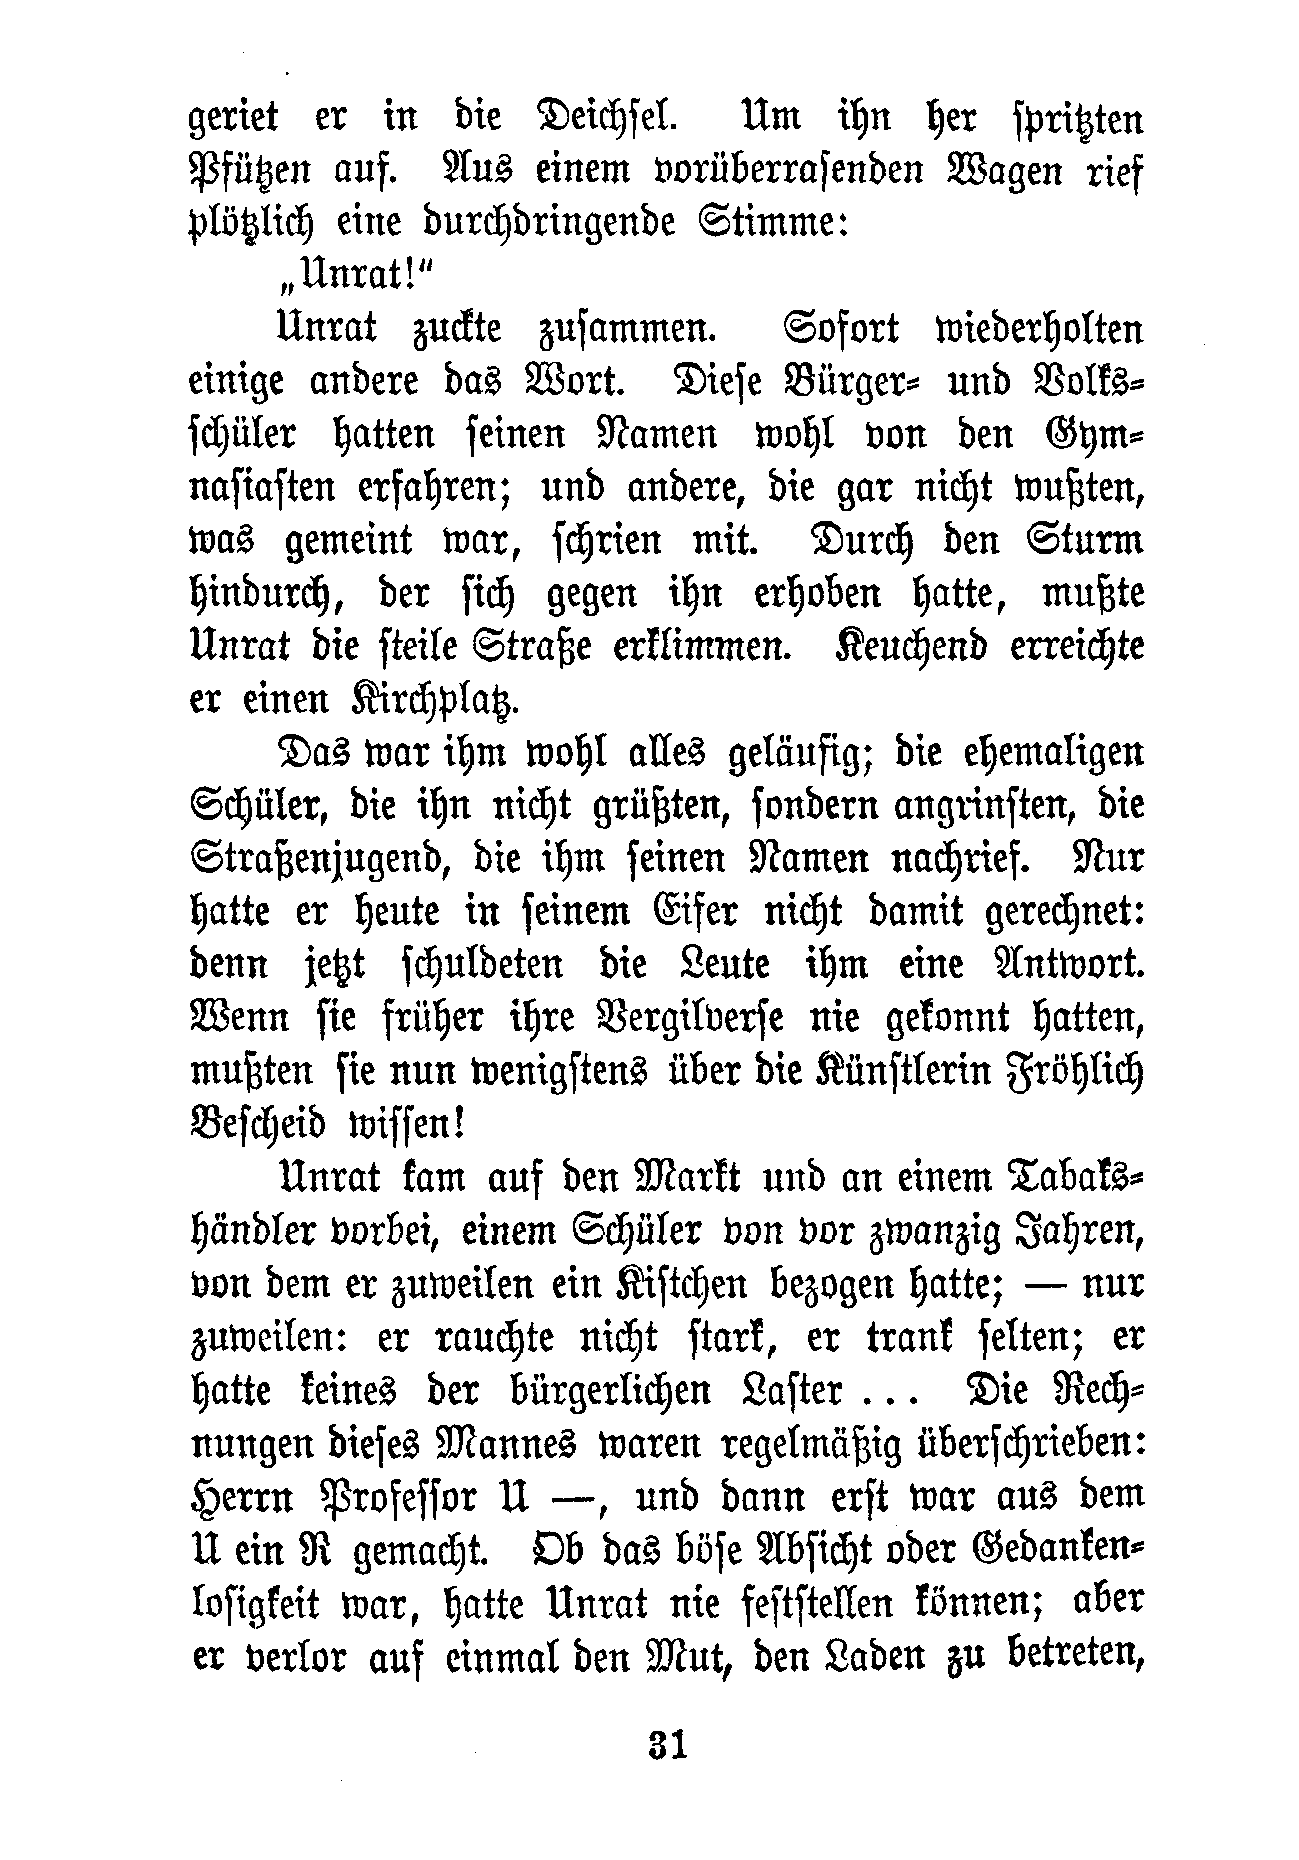 geriet er in die Deichsel. Um ihn her spritzten
Pfützen auf. Aus einem vorüberrasenden Wagen rief
plötzlich eine durchdringende Stimme:
„Unrat!“
Unrat zuckte zusammen. Sofort wiederholten
einige andere das Wort. Diese Bürger- und Volks-
schüler hatten seinen Namen wohl von den Gym-
nasiasten erfahren; und andere, die gar nicht wußten,
was gemeint war, schrien mit. Durch den Sturm
hindurch, der sich gegen ihn erhoben hatte, mußte
Unrat die steile Straße erklimmen. Keuchend erreichte
er einen Kirchplatz.
Das war ihm wohl alles geläufig; die ehemaligen
Schüler, die ihn nicht grüßten, sondern angrinsten, die
Straßenjugend, die ihm seinen Namen nachrief. Nur
hatte er heute in seinem Eifer nicht damit gerechnet:
denn jetzt schuldeten die Leute ihm eine Antwort.
Wenn sie früher ihre Vergilverse nie gekonnt hatten,
mußten sie nun wenigstens über die Künstlerin Fröhlich
Bescheid wissen!
Unrat kam auf den Markt und an einem Tabaks-
händler vorbei, einem Schüler von vor zwanzig Jahren,
von dem er zuweilen ein Kistchen bezogen hatte; — nur
zuweilen: er rauchte nicht stark, er trank selten; er
hatte keines der bürgerlichen Laster ... Die Rech-
nungen dieses Mannes waren regelmäßig überschrieben:
Herrn Professor U —, und dann erst war aus dem
U ein R gemacht. Ob das böse Absicht oder Gedanken-
losigkeit war, hatte Unrat nie feststellen können; aber
er verlor auf einmal den Mut, den Laden zu betreten,
31